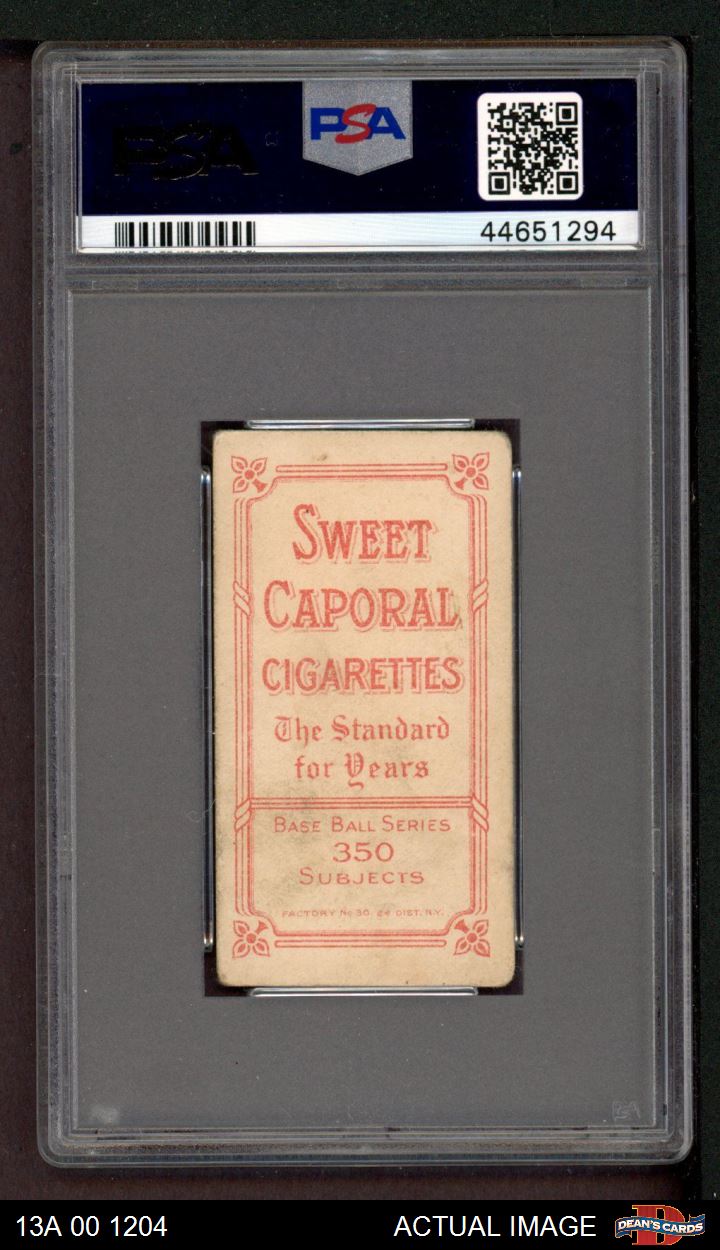 PSA
PSA
44651294
SWEET
CAPORAL
CIGARETTES
The Standard
for Years
BASE BALL SERIES
350
SUBJECTS
FACTORY No 30. 2d DIST. N.Y.
13A 00 1204
ACTUAL IMAGE
D
DEAN'S CARDS